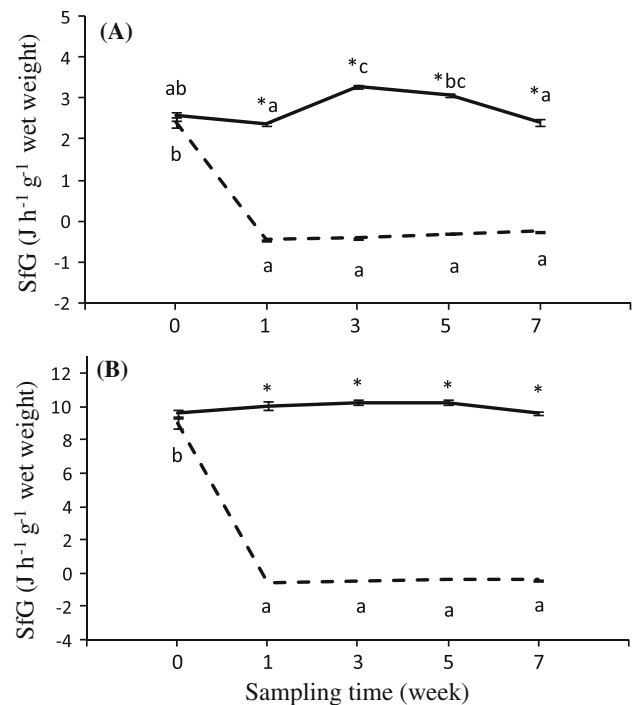 (A)
SfG (J h⁻¹ g⁻¹ wet weight)
5
4
3
2
1
0
-1
-2
ab
*a
*c
*bc
*a
b
a
a
a
a
0
1
3
5
7
(B)
SfG (J h⁻¹ g⁻¹ wet weight)
12
10
8
6
4
2
0
-2
-4
*
*
*
*
b
a
a
a
a
0
1
3
5
7
Sampling time (week)